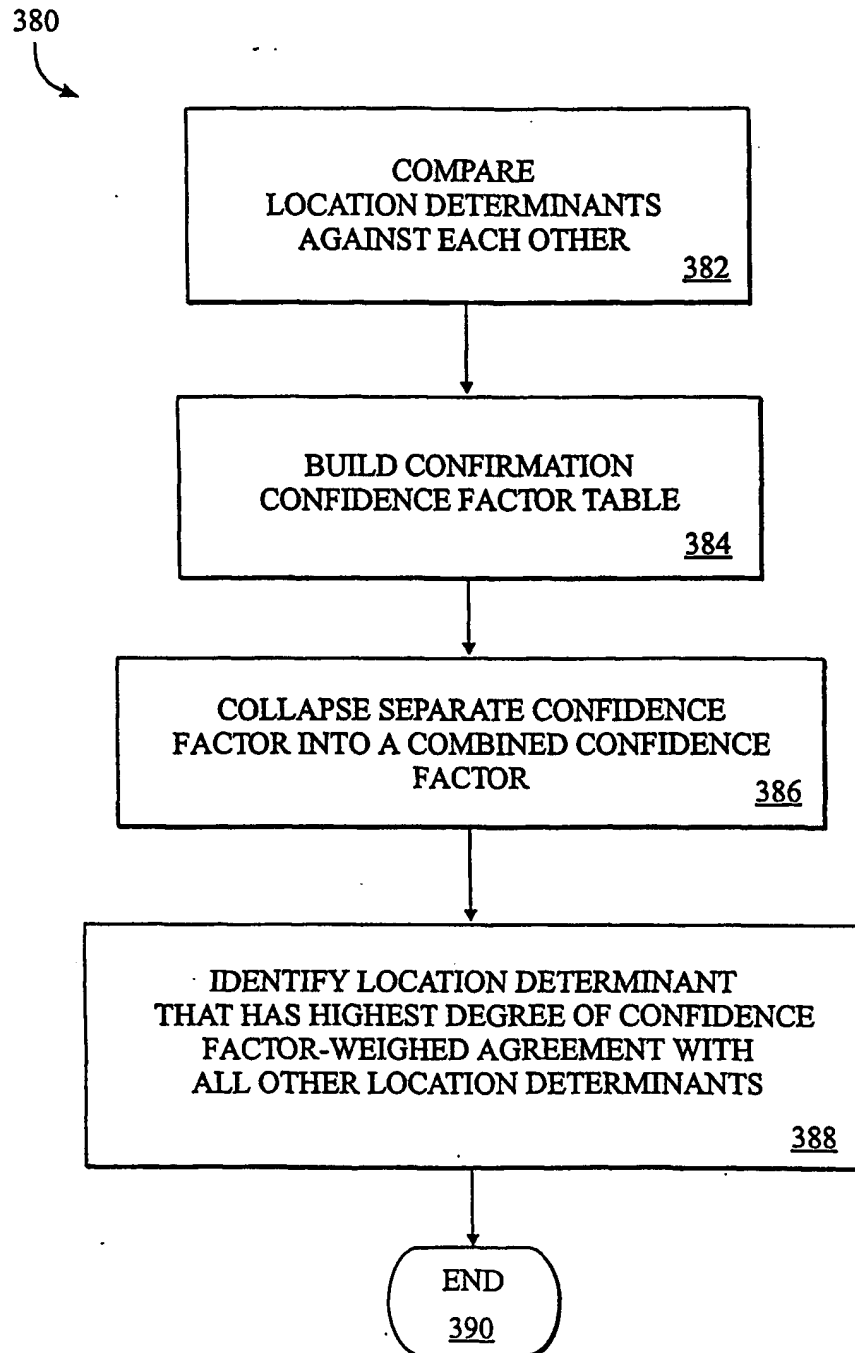 380
COMPARE
LOCATION DETERMINANTS
AGAINST EACH OTHER
382
BUILD CONFIRMATION
CONFIDENCE FACTOR TABLE
384
COLLAPSE SEPARATE CONFIDENCE
FACTOR INTO A COMBINED CONFIDENCE
FACTOR
386
IDENTIFY LOCATION DETERMINANT
THAT HAS HIGHEST DEGREE OF CONFIDENCE
FACTOR-WEIGHED AGREEMENT WITH
ALL OTHER LOCATION DETERMINANTS
388
END
390